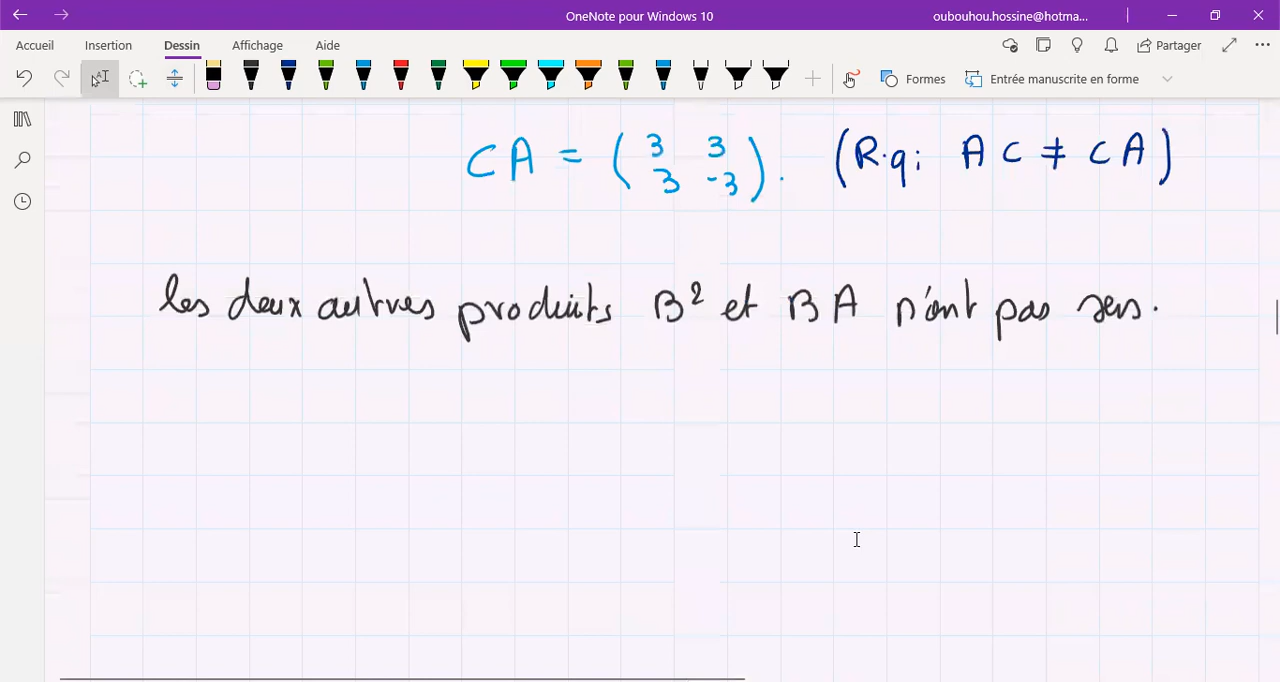 OneNote pour Windows 10
oubouhou.hossine@hotma...
Accueil Insertion Dessin Affichage Aide
Partager
Formes Entrée manuscrite en forme
CA = ( 3 3 ; 3 -3 ). (R.q: AC ≠ CA)
les deux autres produits B² et BA n'ont pas sens.